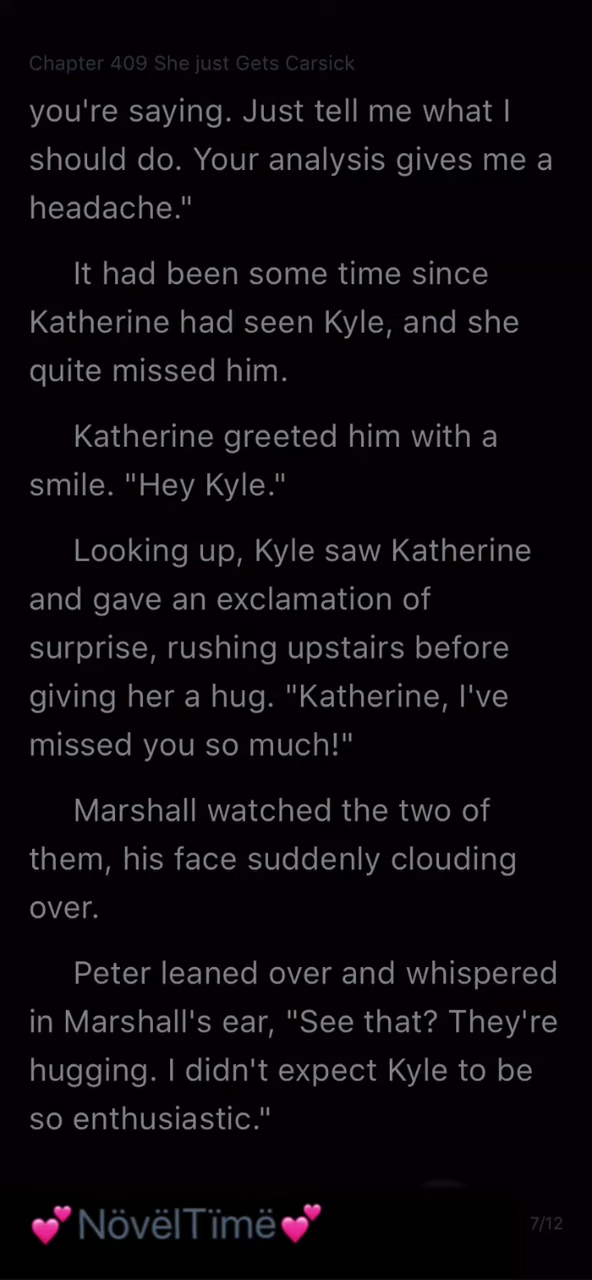 Chapter 409 She just Gets Carsick
you're saying. Just tell me what I
should do. Your analysis gives me a
headache."
It had been some time since
Katherine had seen Kyle, and she
quite missed him.
Katherine greeted him with a
smile. "Hey Kyle."
Looking up, Kyle saw Katherine
and gave an exclamation of
surprise, rushing upstairs before
giving her a hug. "Katherine, I've
missed you so much!"
Marshall watched the two of
them, his face suddenly clouding
over.
Peter leaned over and whispered
in Marshall's ear, "See that? They're
hugging. I didn't expect Kyle to be
so enthusiastic."
💕NövëlTïmë💕
7/12